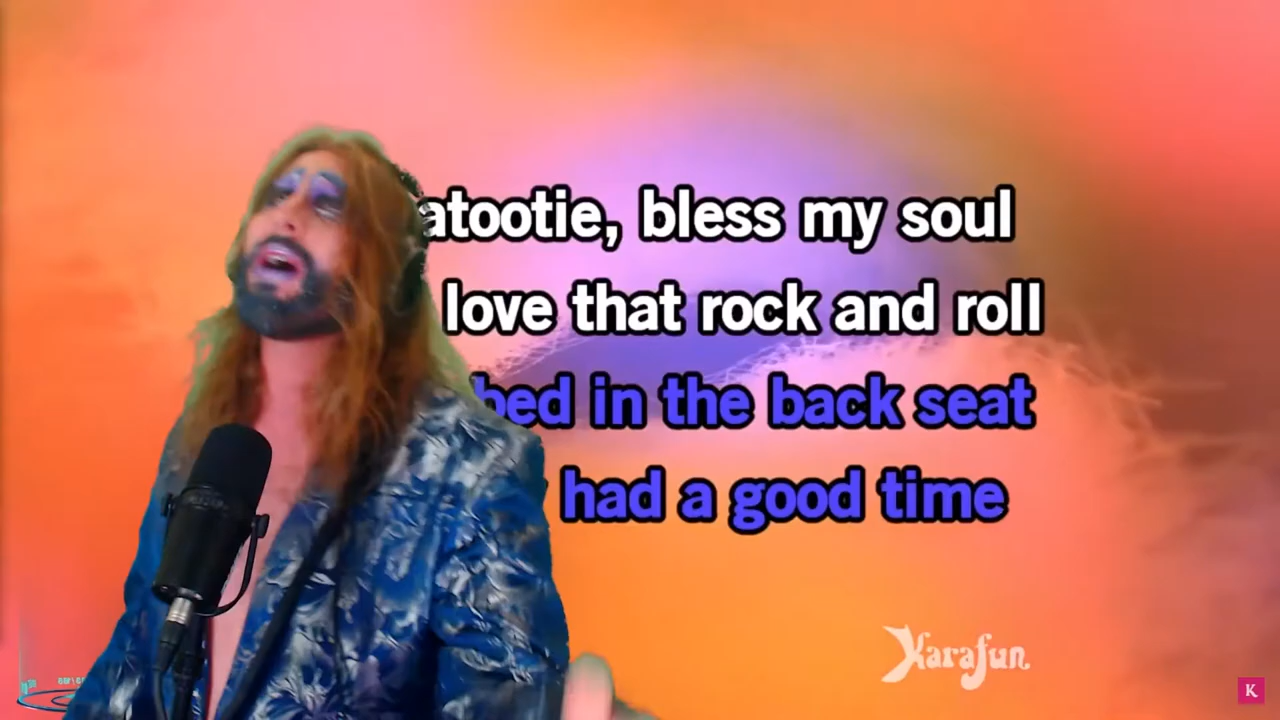 atootie, bless my soul
love that rock and roll
bed in the back seat
had a good time
Karafun
K